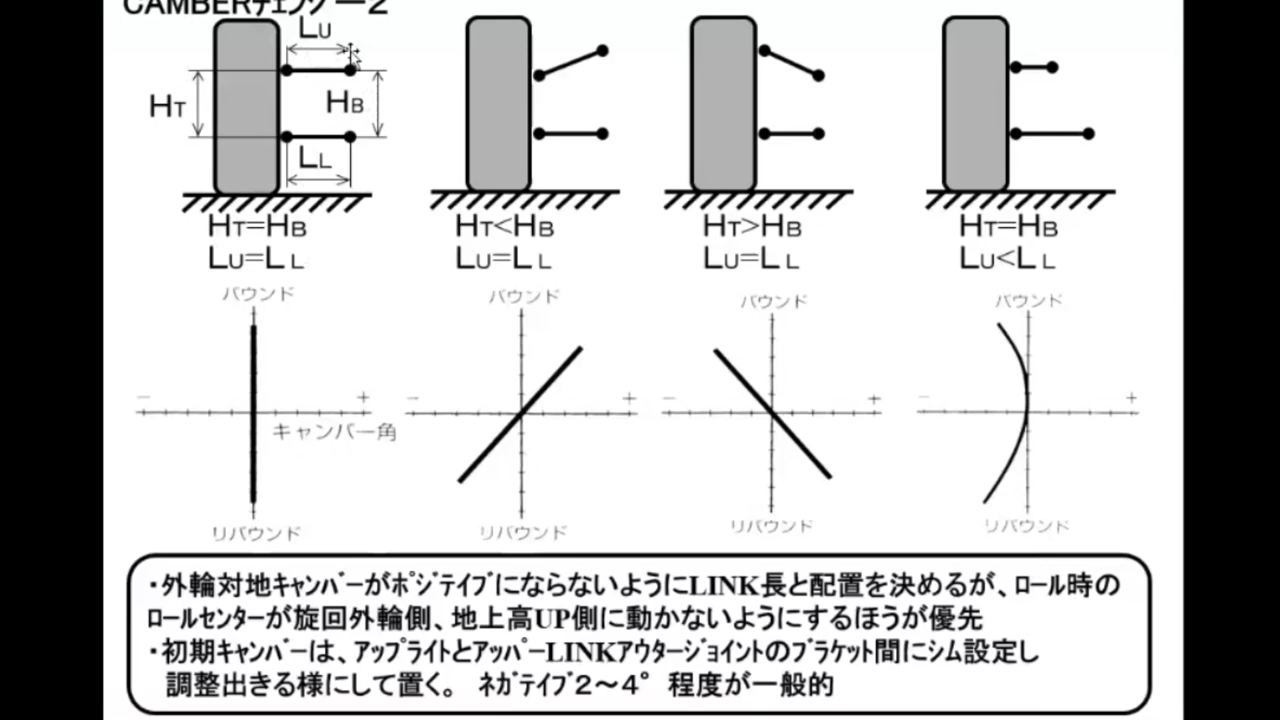 CAMBERチェンジ ー2
LU
HT
HB
LL
HT=HB
LU=LL
HT<HB
LU=LL
HT>HB
LU=LL
HT=HB
LU<LL
バウンド
バウンド
バウンド
バウンド
− +
− +
− +
− +
キャンバー角
リバウンド
リバウンド
リバウンド
リバウンド
・外輪対地ｷｬﾝﾊﾞｰがﾎﾟｼﾞﾃｲﾌﾞにならないようにLINK長と配置を決めるが、ﾛｰﾙ時の
ﾛｰﾙｾﾝﾀｰが旋回外輪側、地上高UP側に動かないようにするほうが優先
・初期ｷｬﾝﾊﾞｰは、ｱｯﾌﾟﾗｲﾄとｱｯﾊﾟｰLINKｱｳﾀｰｼﾞｮｲﾝﾄのﾌﾞﾗｹｯﾄ間にｼﾑ設定し
調整出きる様にして置く。 ﾈｶﾞﾃｲﾌﾞ2～4° 程度が一般的